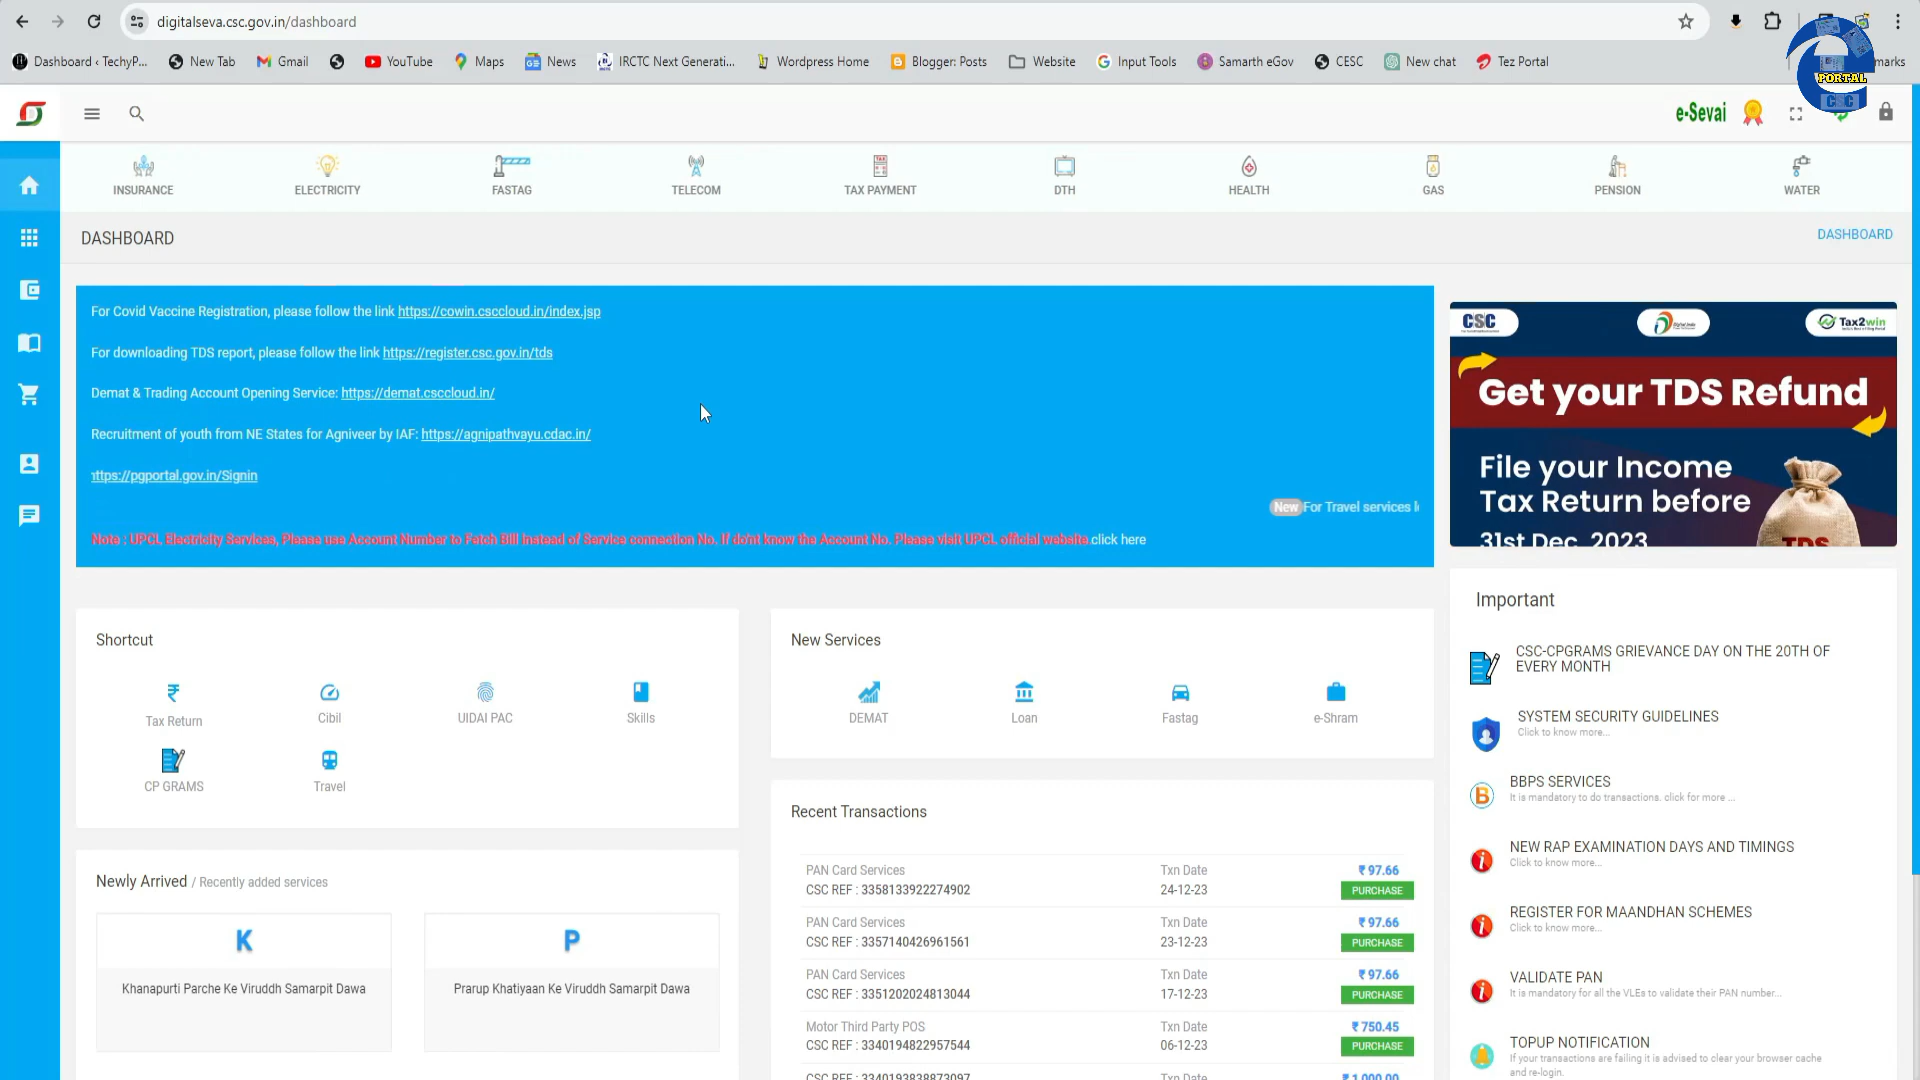 digitalseva.csc.gov.in/dashboard
Dashboard ‹ TechyP...
New Tab
Gmail
YouTube
Maps
News
IRCTC Next Generati...
Wordpress Home
Blogger: Posts
Website
Input Tools
Samarth eGov
CESC
New chat
Tez Portal
PORTAL
CSC
e-Sevai
INSURANCE
ELECTRICITY
FASTAG
TELECOM
TAX PAYMENT
DTH
HEALTH
GAS
PENSION
WATER
DASHBOARD
DASHBOARD
For Covid Vaccine Registration, please follow the link https://cowin.csccloud.in/index.jsp
For downloading TDS report, please follow the link https://register.csc.gov.in/tds
Demat & Trading Account Opening Service: https://demat.csccloud.in/
Recruitment of youth from NE States for Agniveer by IAF: https://agnipathvayu.cdac.in/
ttps://pgportal.gov.in/Signin
New For Travel services l
Note : UPCL Electricity Services, Please use Account Number to Fetch Bill instead of Service connection No. If do'nt know the Account No. Please visit UPCL official website.click here
CSC
Digital India
Tax2win
Get your TDS Refund
File your Income
Tax Return before
31st Dec, 2023
TDS
Shortcut
Tax Return
Cibil
UIDAI PAC
Skills
CP GRAMS
Travel
New Services
DEMAT
Loan
Fastag
e-Shram
Newly Arrived / Recently added services
K
Khanapurti Parche Ke Viruddh Samarpit Dawa
P
Prarup Khatiyaan Ke Viruddh Samarpit Dawa
Recent Transactions
PAN Card Services Txn Date ₹ 97.66
CSC REF : 3358133922274902 24-12-23 PURCHASE
PAN Card Services Txn Date ₹ 97.66
CSC REF : 3357140426961561 23-12-23 PURCHASE
PAN Card Services Txn Date ₹ 97.66
CSC REF : 3351202024813044 17-12-23 PURCHASE
Motor Third Party POS Txn Date ₹ 750.45
CSC REF : 3340194822957544 06-12-23 PURCHASE
CSC REF : 3340193838873097 Txn Date ₹ 1,000.00
Important
CSC-CPGRAMS GRIEVANCE DAY ON THE 20TH OF
EVERY MONTH
SYSTEM SECURITY GUIDELINES
Click to know more...
BBPS SERVICES
It is mandatory to do transactions. click for more ...
NEW RAP EXAMINATION DAYS AND TIMINGS
Click to know more...
REGISTER FOR MAANDHAN SCHEMES
Click to know more...
VALIDATE PAN
It is mandatory for all the VLEs to validate their PAN number...
TOPUP NOTIFICATION
If your transactions are failing it is advised to clear your browser cache
and re-login.